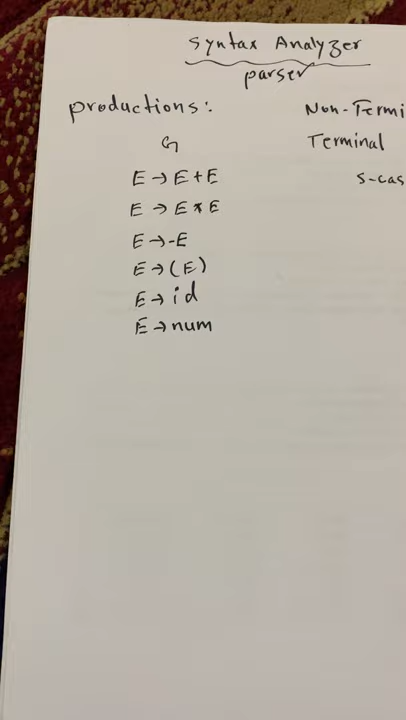 Syntax Analyzer
parser
productions:
Non-Termi
G
Terminal
E → E + E
S-cas
E → E * E
E → -E
E → (E)
E → id
E → num